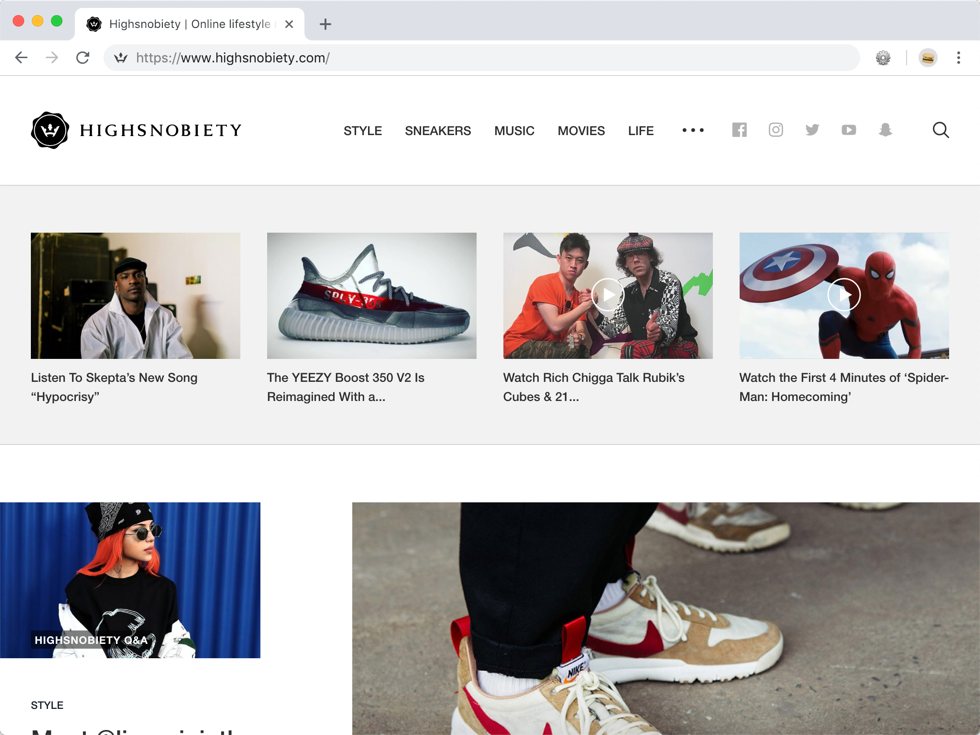 Highsnobiety | Online lifestyle
https://www.highsnobiety.com/
HIGHSNOBIETY
STYLE SNEAKERS MUSIC MOVIES LIFE
SPLY-35
Listen To Skepta’s New Song
“Hypocrisy”
The YEEZY Boost 350 V2 Is
Reimagined With a...
Watch Rich Chigga Talk Rubik’s
Cubes & 21...
Watch the First 4 Minutes of ‘Spider-
Man: Homecoming’
HIGHSNOBIETY Q&A
NIKE
STYLE